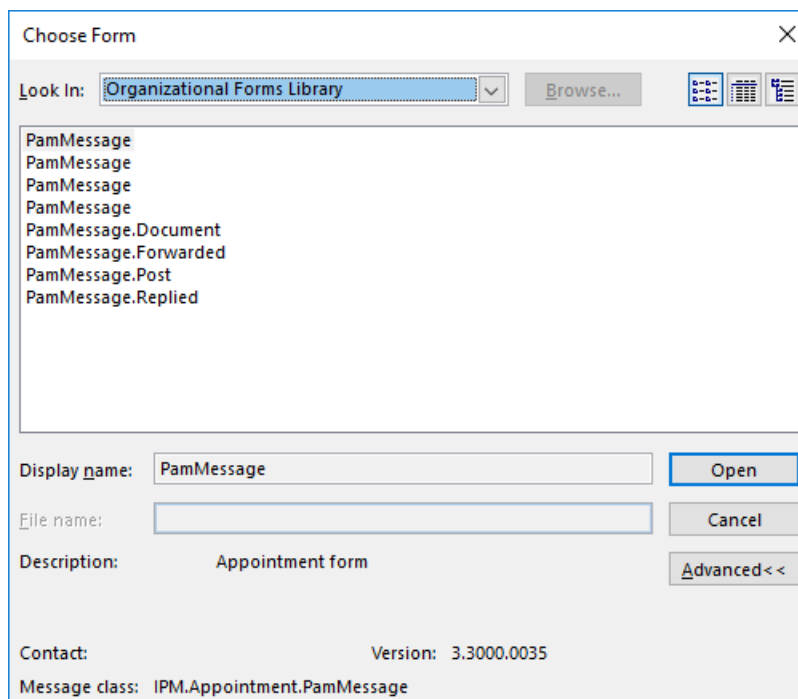 Choose Form
Look In: Organizational Forms Library Browse...
PamMessage
PamMessage
PamMessage
PamMessage
PamMessage.Document
PamMessage.Forwarded
PamMessage.Post
PamMessage.Replied
Display name: PamMessage Open
File name: Cancel
Description: Appointment form Advanced<<
Contact: Version: 3.3000.0035
Message class: IPM.Appointment.PamMessage